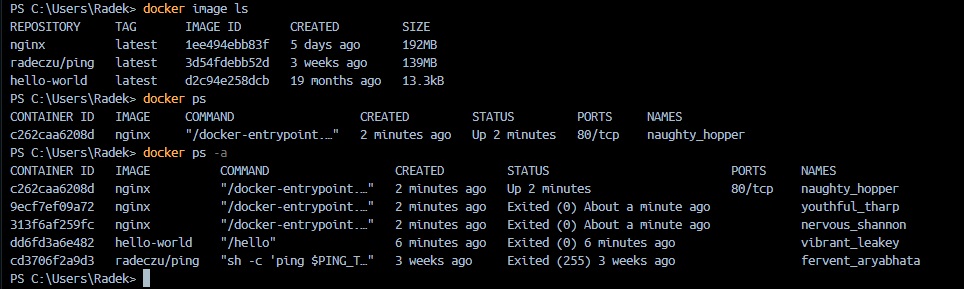 PS C:\Users\Radek> docker image ls
REPOSITORY TAG IMAGE ID CREATED SIZE
nginx latest 1ee494ebb83f 5 days ago 192MB
radeczu/ping latest 3d54fdebb52d 3 weeks ago 139MB
hello-world latest d2c94e258dcb 19 months ago 13.3kB
PS C:\Users\Radek> docker ps
CONTAINER ID IMAGE COMMAND CREATED STATUS PORTS NAMES
c262caa6208d nginx "/docker-entrypoint.…" 2 minutes ago Up 2 minutes 80/tcp naughty_hopper
PS C:\Users\Radek> docker ps -a
CONTAINER ID IMAGE COMMAND CREATED STATUS PORTS NAMES
c262caa6208d nginx "/docker-entrypoint.…" 2 minutes ago Up 2 minutes 80/tcp naughty_hopper
9ecf7ef09a72 nginx "/docker-entrypoint.…" 2 minutes ago Exited (0) About a minute ago youthful_tharp
313f6af259fc nginx "/docker-entrypoint.…" 2 minutes ago Exited (0) About a minute ago nervous_shannon
dd6fd3a6e482 hello-world "/hello" 6 minutes ago Exited (0) 6 minutes ago vibrant_leakey
cd3706f2a9d3 radeczu/ping "sh -c 'ping $PING_T…" 3 weeks ago Exited (255) 3 weeks ago fervent_aryabhata
PS C:\Users\Radek>